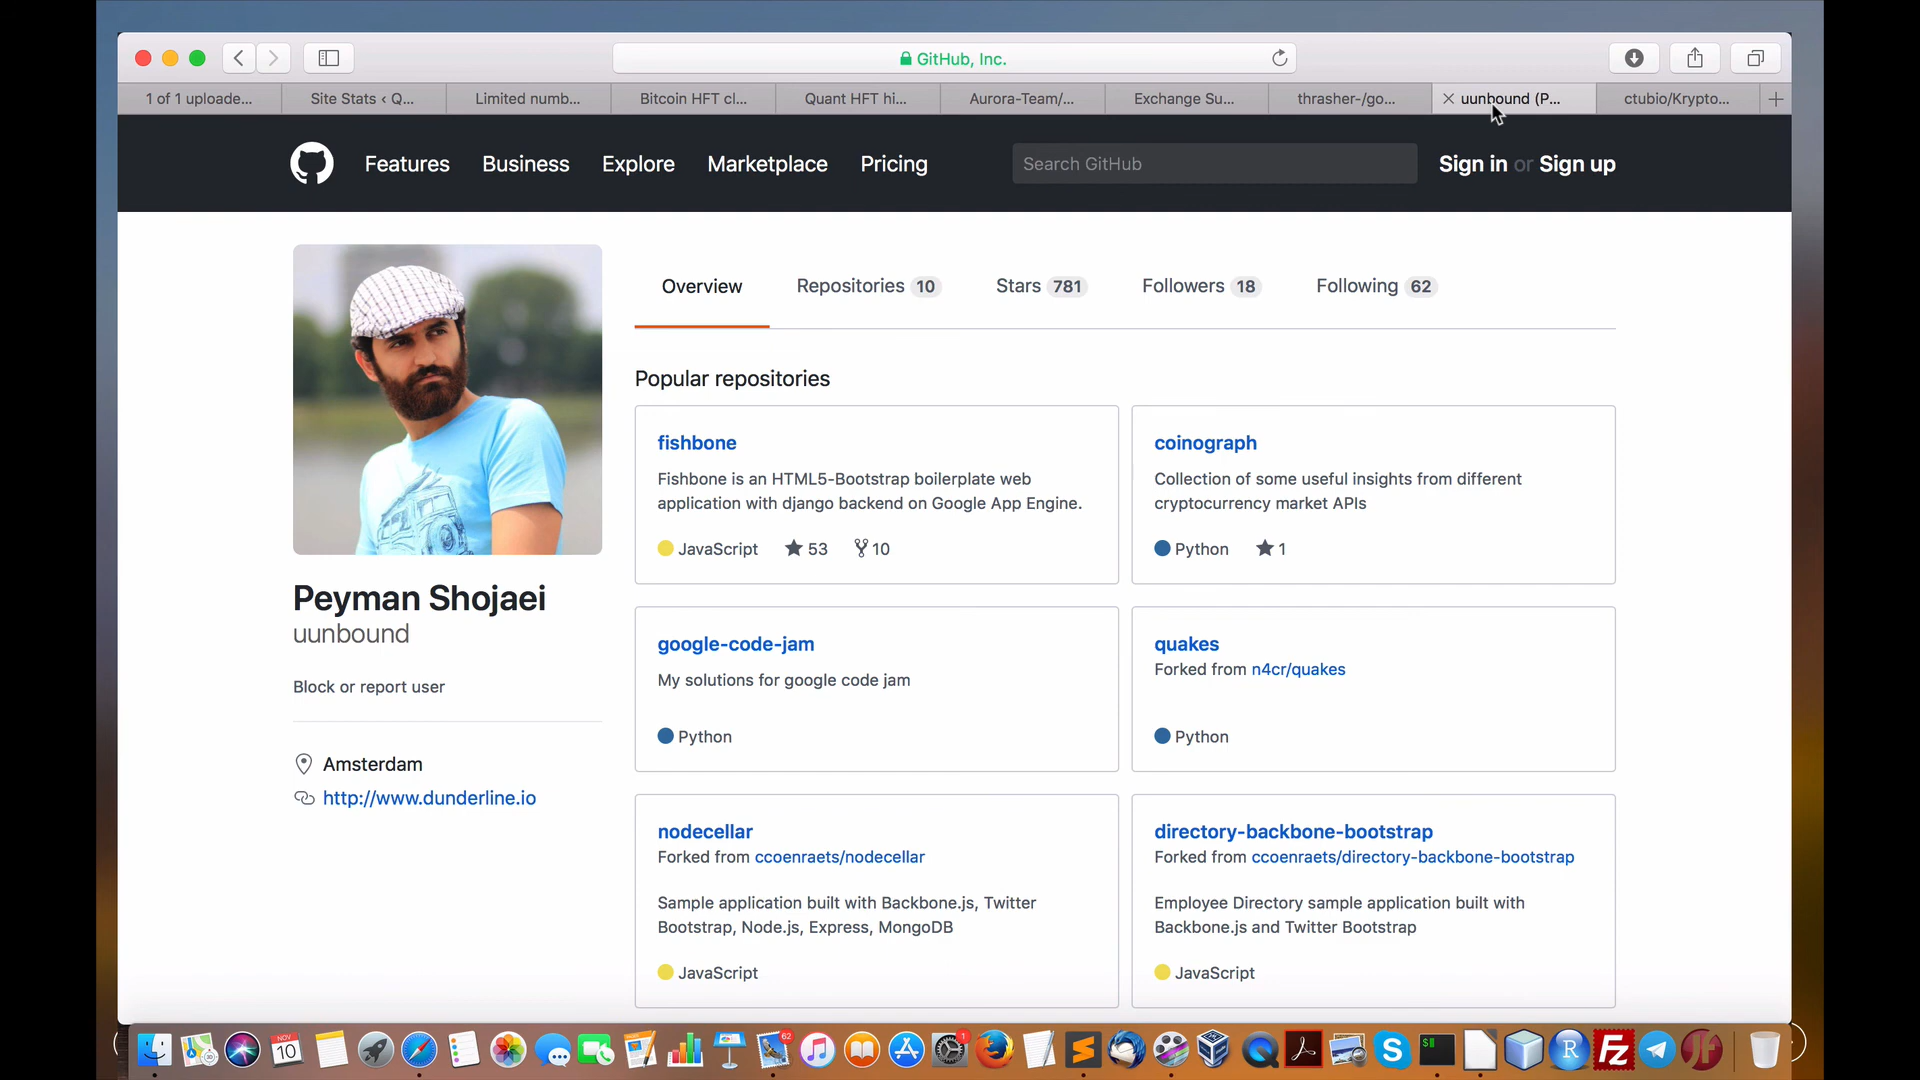 GitHub, Inc.
1 of 1 uploade...
Site Stats ‹ Q...
Limited numb...
Bitcoin HFT cl...
Quant HFT hi...
Aurora-Team/...
Exchange Su...
thrasher-/go...
uunbound (P...
ctubio/Krypto...
Features
Business
Explore
Marketplace
Pricing
Search GitHub
Sign in or Sign up
Overview
Repositories 10
Stars 781
Followers 18
Following 62
Peyman Shojaei
uunbound
Block or report user
Amsterdam
http://www.dunderline.io
Popular repositories
fishbone
Fishbone is an HTML5-Bootstrap boilerplate web
application with django backend on Google App Engine.
JavaScript 53 10
coinograph
Collection of some useful insights from different
cryptocurrency market APIs
Python 1
google-code-jam
My solutions for google code jam
Python
quakes
Forked from n4cr/quakes
Python
nodecellar
Forked from ccoenraets/nodecellar
Sample application built with Backbone.js, Twitter
Bootstrap, Node.js, Express, MongoDB
JavaScript
directory-backbone-bootstrap
Forked from ccoenraets/directory-backbone-bootstrap
Employee Directory sample application built with
Backbone.js and Twitter Bootstrap
JavaScript
NOV
10
62
1
R
Fz